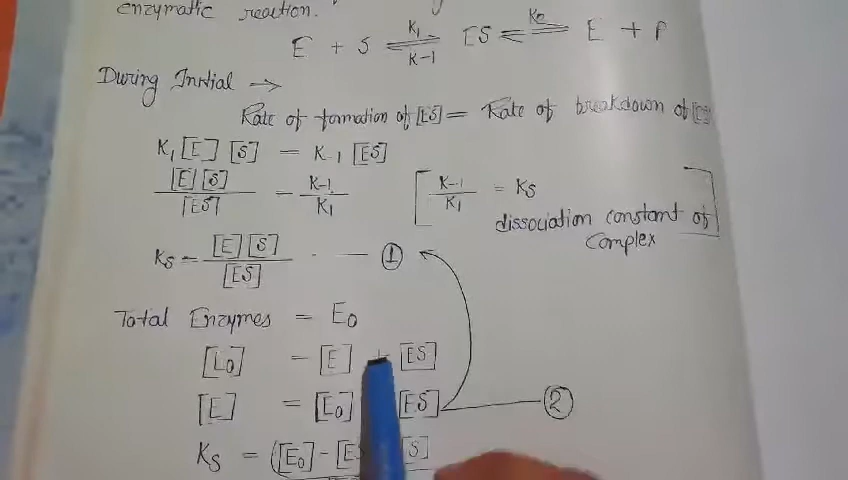 enzymatic reaction.
E + S ⇌ ES ⇌ E + P
K1 K-1 K2
During Initial →
Rate of formation of [ES] = Rate of breakdown of [ES]
K1 [E] [S] = K-1 [ES]
[E] [S] / [ES] = K-1 / K1 [ K-1 / K1 = KS
dissociation constant of
Complex ]
KS = [E] [S] / [ES] - - ①
Total Enzymes = E0
[E0] = [E] + [ES]
[E] = [E0] [ES] — ②
KS = ([E0] - [E [S]